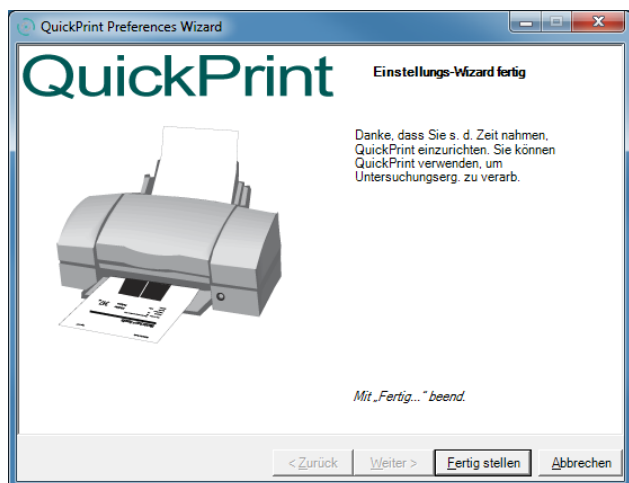 QuickPrint Preferences Wizard
QuickPrint
Einstellungs-Wizard fertig
Danke, dass Sie s. d. Zeit nahmen,
QuickPrint einzurichten. Sie können
QuickPrint verwenden, um
Untersuchungserg. zu verarb.
Mit „Fertig...“ beend.
< Zurück
Weiter >
Fertig stellen
Abbrechen